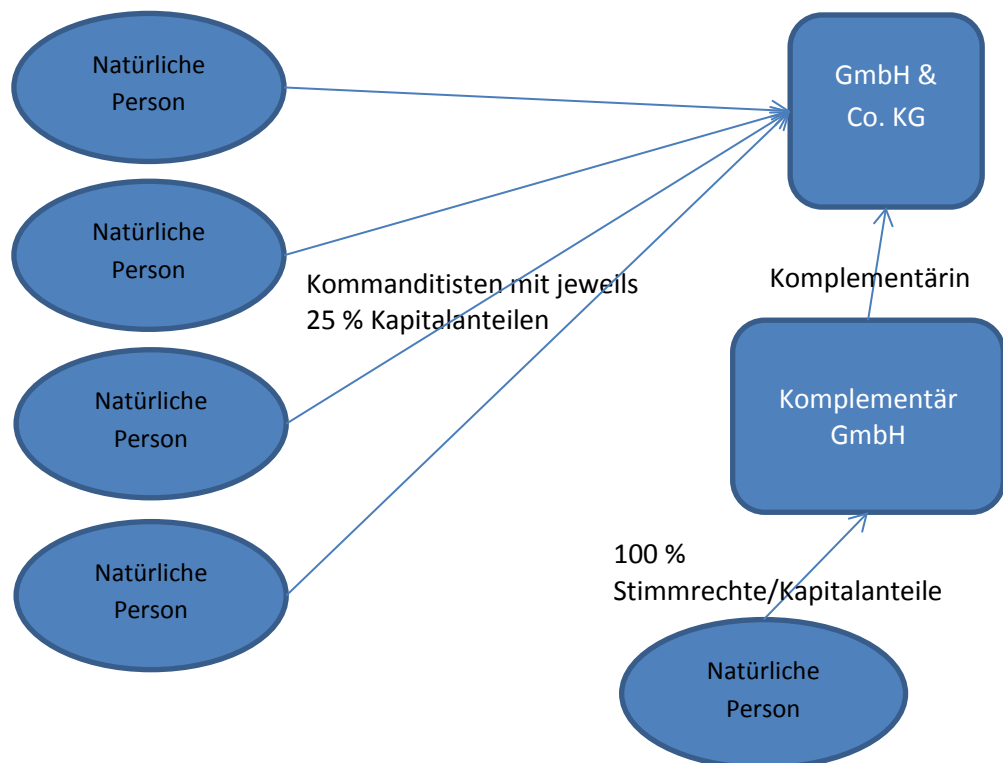 Natürliche
Person
GmbH &
Co. KG
Natürliche
Person
Kommanditisten mit jeweils
25 % Kapitalanteilen
Komplementärin
Natürliche
Person
Komplementär
GmbH
Natürliche
Person
100 %
Stimmrechte/Kapitalanteile
Natürliche
Person